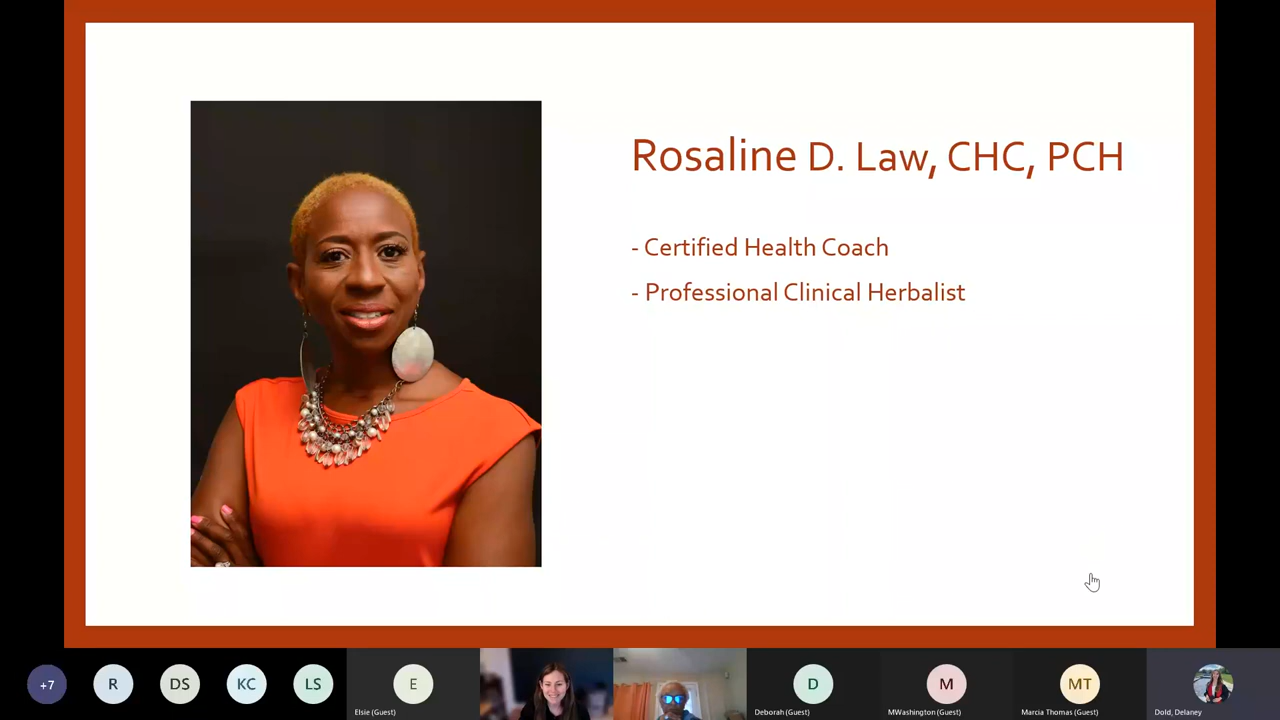 Rosaline D. Law, CHC, PCH
- Certified Health Coach
- Professional Clinical Herbalist
+7
R
DS
KC
LS
E
Elsie (Guest)
D
Deborah (Guest)
M
MWashington (Guest)
MT
Marcia Thomas (Guest)
Dold, Delaney